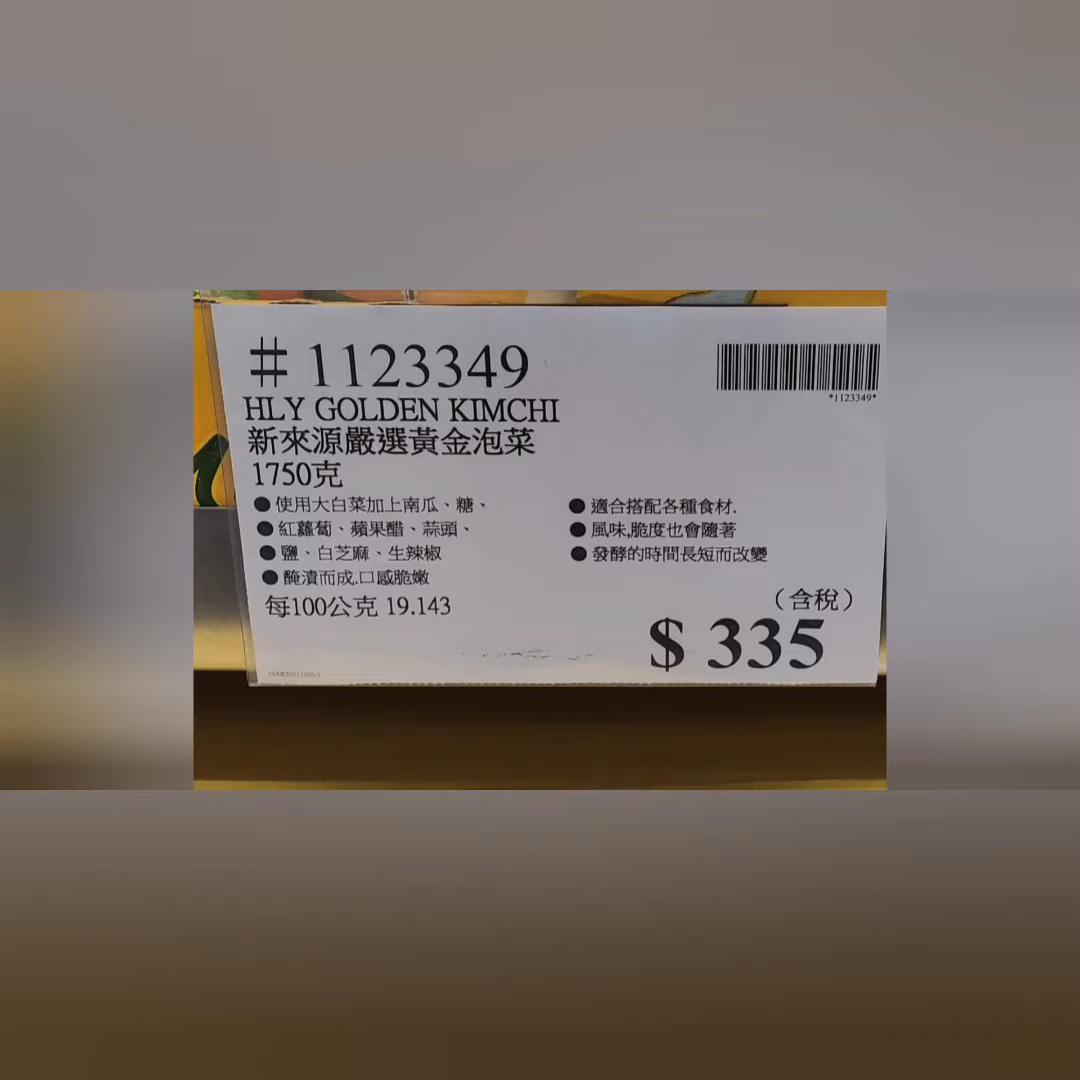 # 1123349
*1123349*
HLY GOLDEN KIMCHI
新來源嚴選黃金泡菜
1750克
●使用大白菜加上南瓜、糖、
●紅蘿蔔、蘋果醋、蒜頭、
●鹽、白芝麻、生辣椒
●醃漬而成.口感脆嫩
●適合搭配各種食材.
●風味,脆度也會隨著
●發酵的時間長短而改變
每100公克 19.143
（含稅）
$ 335